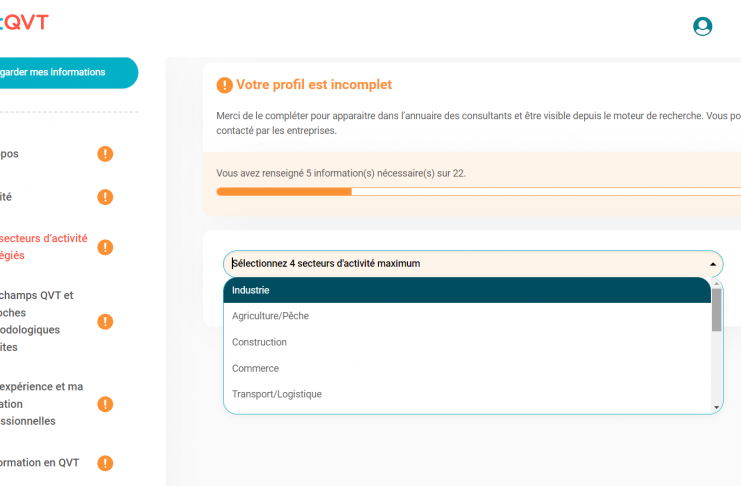 QVT
garder mes informations
Votre profil est incomplet
Merci de le compléter pour apparaitre dans l'annuaire des consultants et être visible depuis le moteur de recherche. Vous po
contacté par les entreprises.
Vous avez renseigné 5 information(s) nécessaire(s) sur 22.
pos
ité
secteurs d'activité
égiés
champs QVT et
oches
odologiques
ites
expérience et ma
ation
ssionnelles
ormation en QVT
Sélectionnez 4 secteurs d'activité maximum
Industrie
Agriculture/Pêche
Construction
Commerce
Transport/Logistique